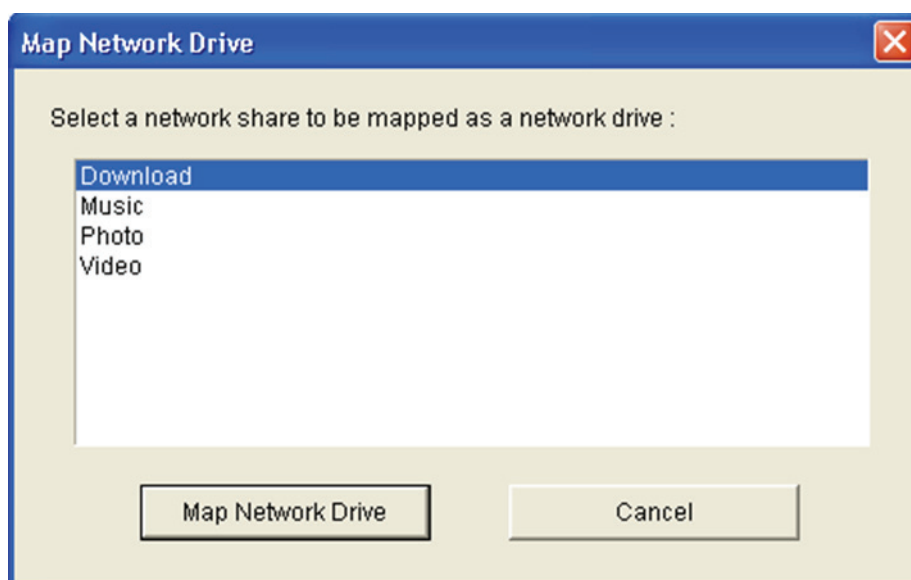 Map Network Drive
Select a network share to be mapped as a network drive :
Download
Music
Photo
Video
Map Network Drive
Cancel